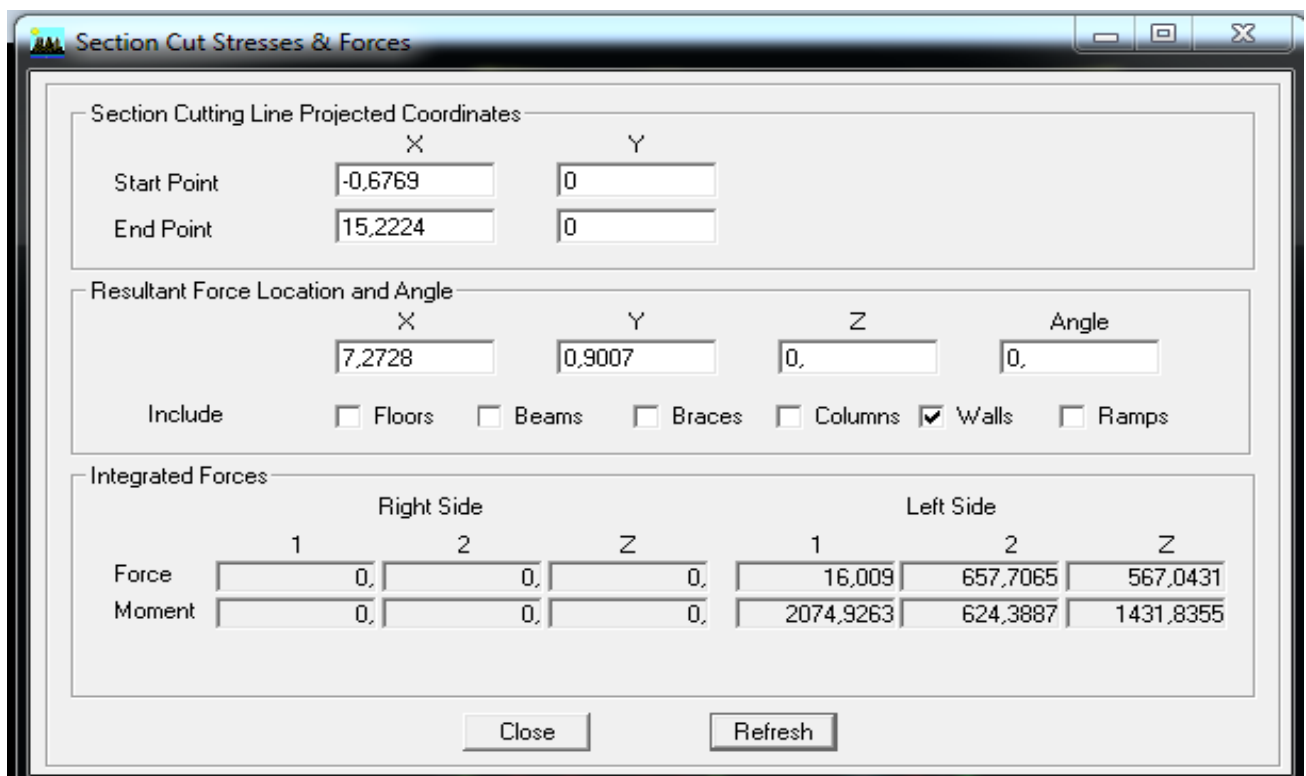 Section Cut Stresses & Forces
Section Cutting Line Projected Coordinates
X Y
Start Point -0,6769 0
End Point 15,2224 0
Resultant Force Location and Angle
X Y Z Angle
7,2728 0,9007 0, 0,
Include Floors Beams Braces Columns Walls Ramps
Integrated Forces
Right Side Left Side
1 2 Z 1 2 Z
Force 0, 0, 0, 16,009 657,7065 567,0431
Moment 0, 0, 0, 2074,9263 624,3887 1431,8355
Close Refresh